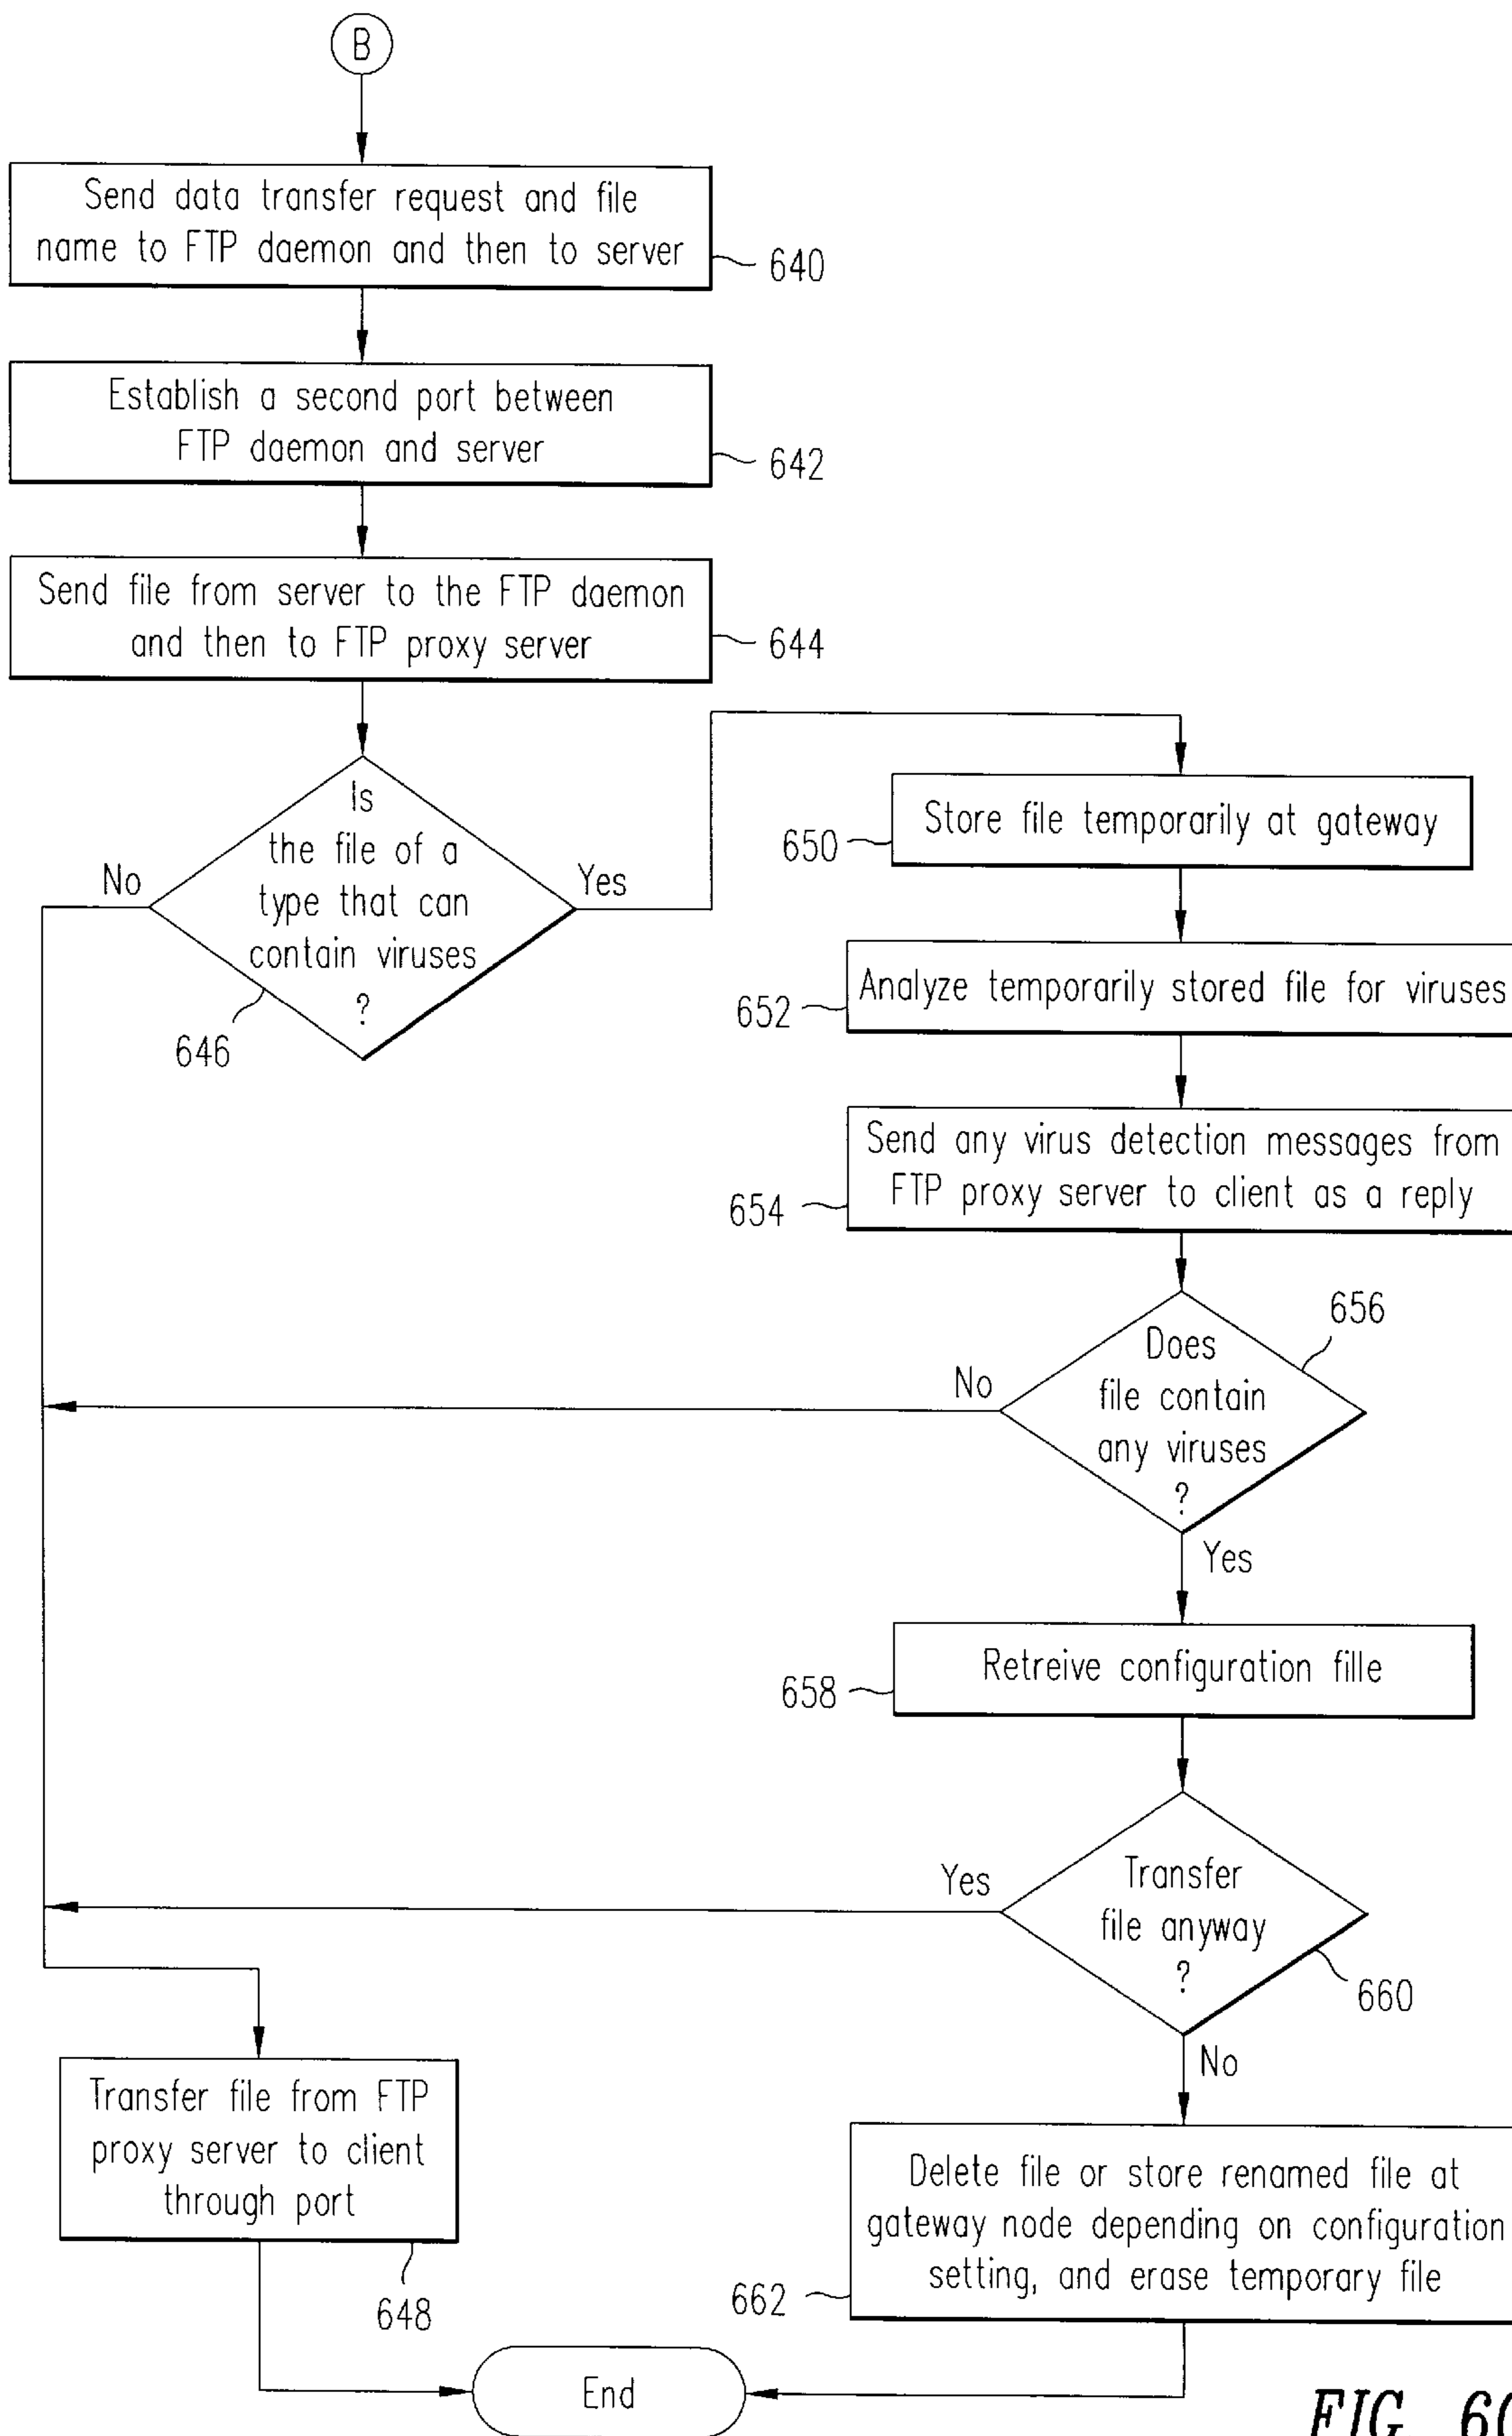 B
Send data transfer request and file
name to FTP daemon and then to server
640
Establish a second port between
FTP daemon and server
642
Send file from server to the FTP daemon
and then to FTP proxy server
644
Is
the file of a
type that can
contain viruses
?
No
Yes
646
Store file temporarily at gateway
650
Analyze temporarily stored file for viruses
652
Send any virus detection messages from
FTP proxy server to client as a reply
654
Does
file contain
any viruses
?
656
No
Yes
Retreive configuration fille
658
Transfer
file anyway
?
Yes
660
No
Transfer file from FTP
proxy server to client
through port
648
Delete file or store renamed file at
gateway node depending on configuration
setting, and erase temporary file
662
End
FIG.